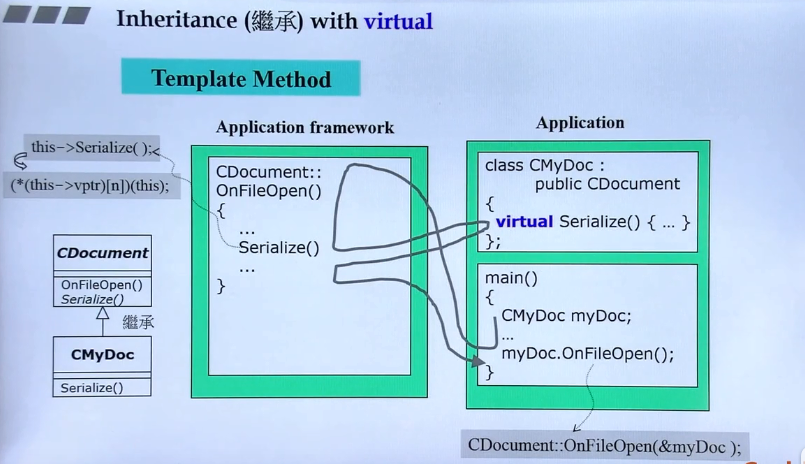 Inheritance (繼承) with virtual
Template Method
Application framework
Application
this->Serialize( );
(*(this->vptr)[n])(this);
CDocument::
OnFileOpen()
{
...
Serialize()
...
}
class CMyDoc :
public CDocument
{
virtual Serialize() { ... }
};
main()
{
CMyDoc myDoc;
...
myDoc.OnFileOpen();
}
CDocument
OnFileOpen()
Serialize()
繼承
CMyDoc
Serialize()
CDocument::OnFileOpen(&myDoc );